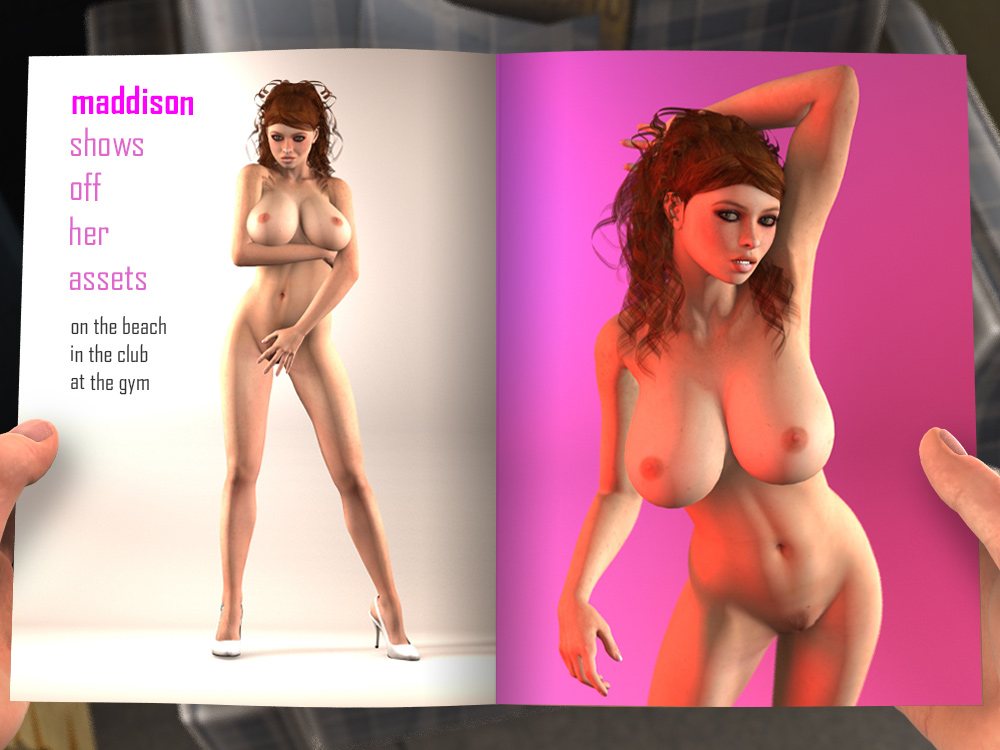 maddison
shows
off
her
assets
on the beach
in the club
at the gym